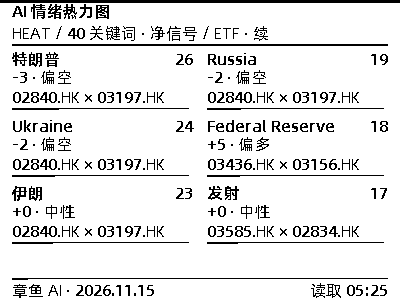 AI 情绪热力图
HEAT / 40 关键词 · 净信号 / ETF · 续
特朗普 26
-3 · 偏空
02840.HK × 03197.HK
Russia 19
-2 · 偏空
02840.HK × 03197.HK
Ukraine 24
-2 · 偏空
02840.HK × 03197.HK
Federal Reserve 18
+5 · 偏多
03436.HK × 03156.HK
伊朗 23
+0 · 中性
02840.HK × 03197.HK
发射 17
+0 · 中性
03585.HK × 02834.HK
章鱼 AI · 2026.11.15
读取 05:25